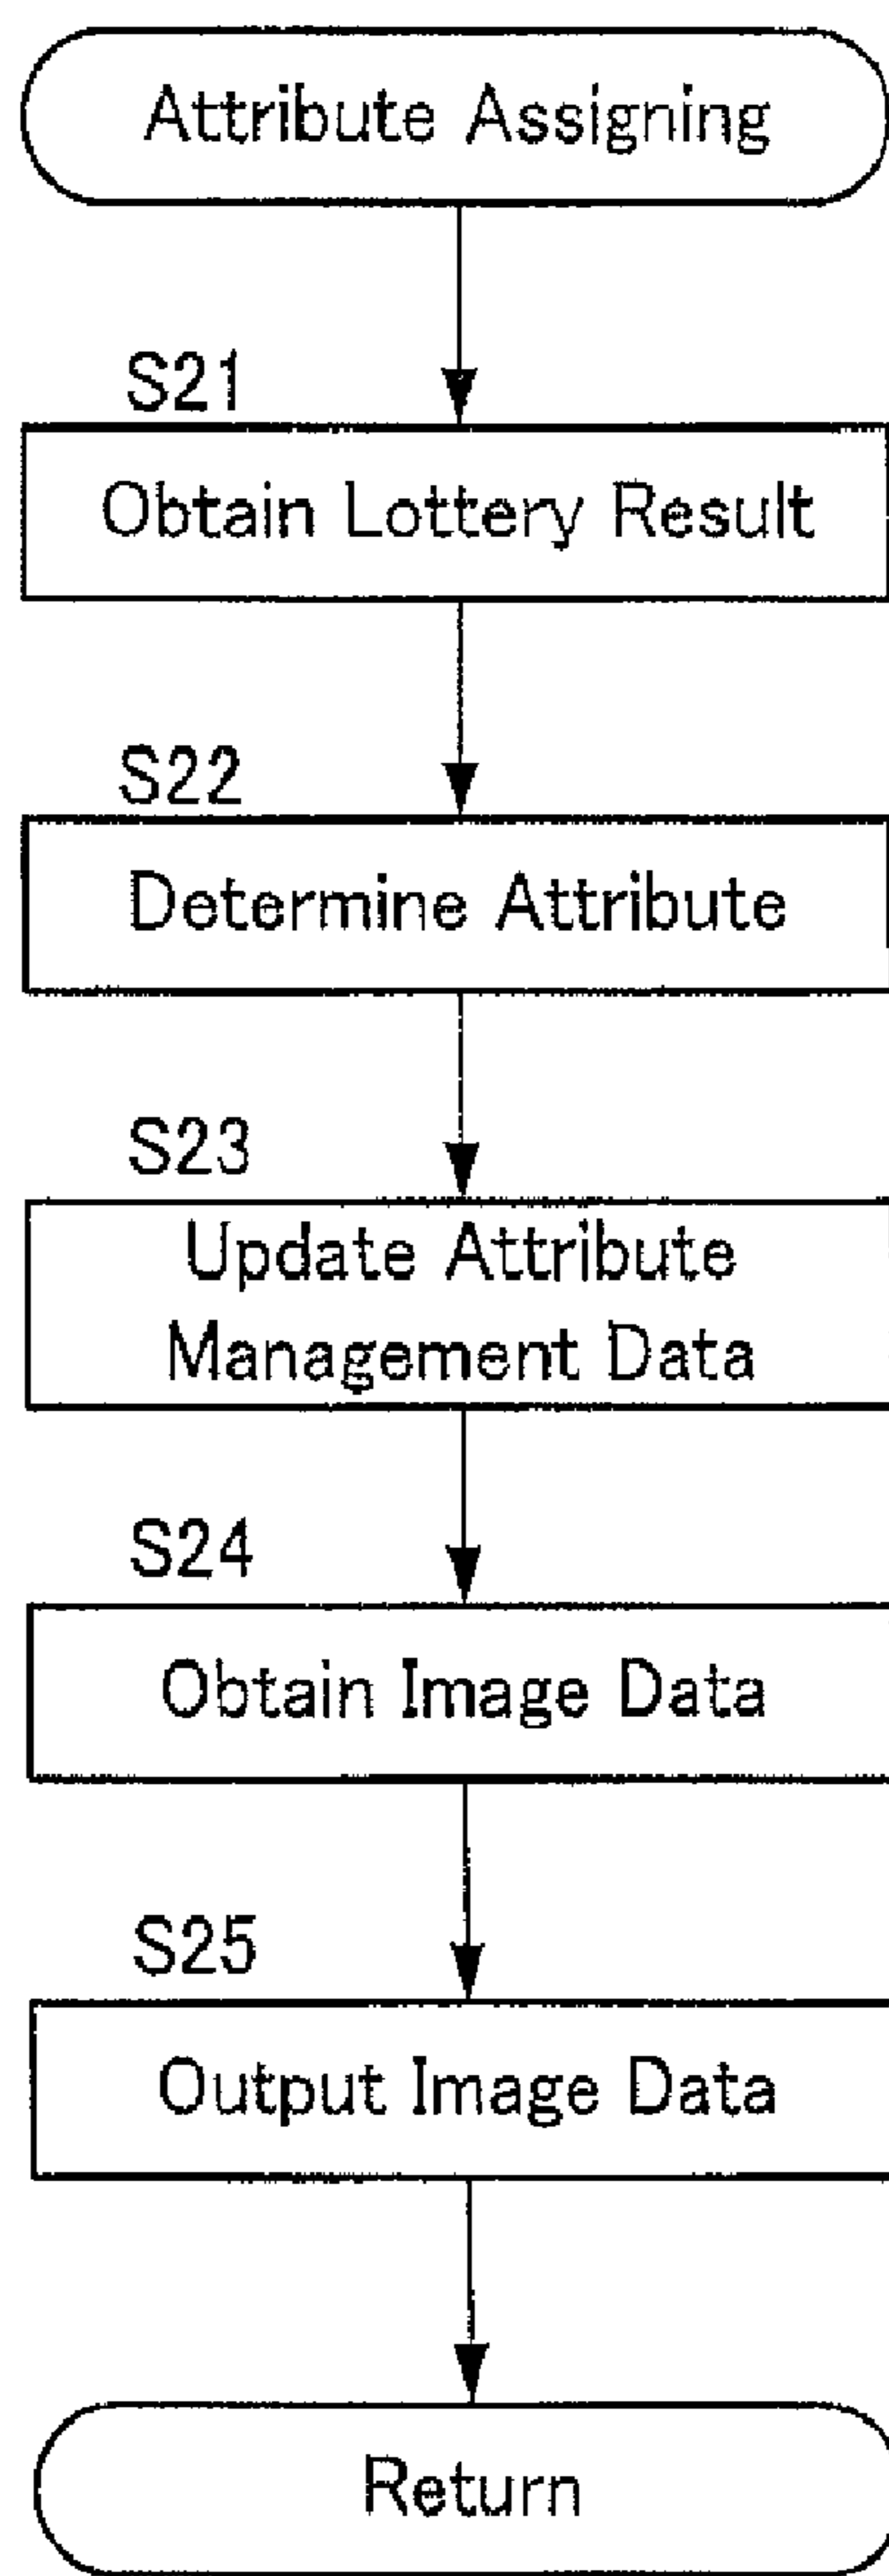 Attribute Assigning
S21
Obtain Lottery Result
S22
Determine Attribute
S23
Update Attribute
Management Data
S24
Obtain Image Data
S25
Output Image Data
Return